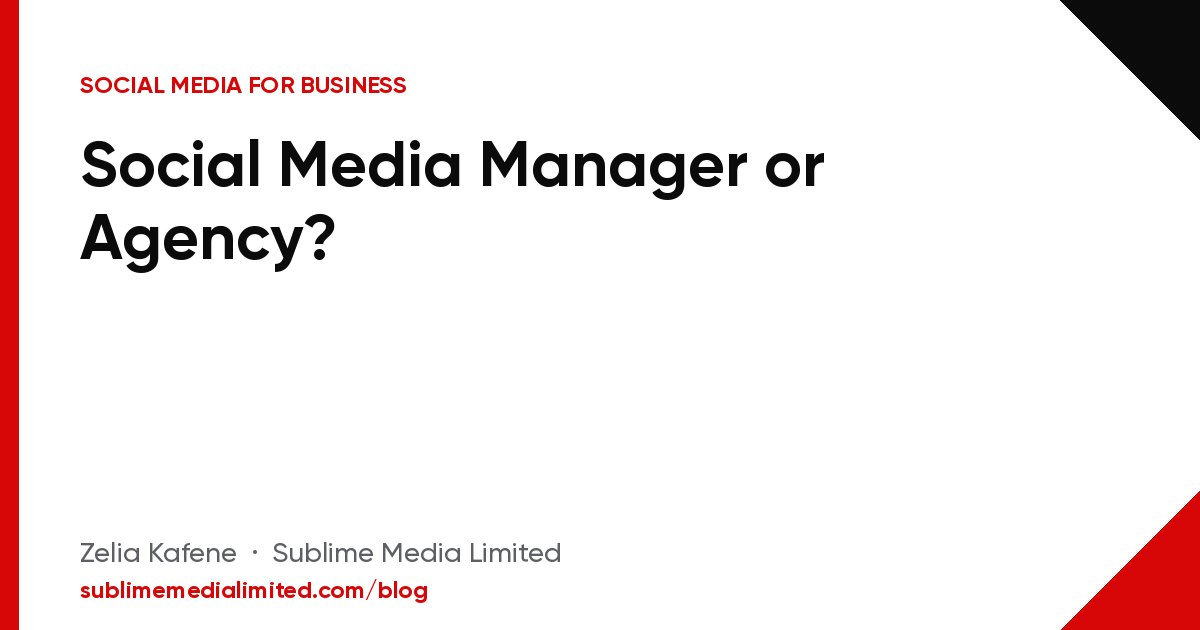 SOCIAL MEDIA FOR BUSINESS
Social Media Manager or
Agency?
Zelia Kafene · Sublime Media Limited
sublimemedialimited.com/blog